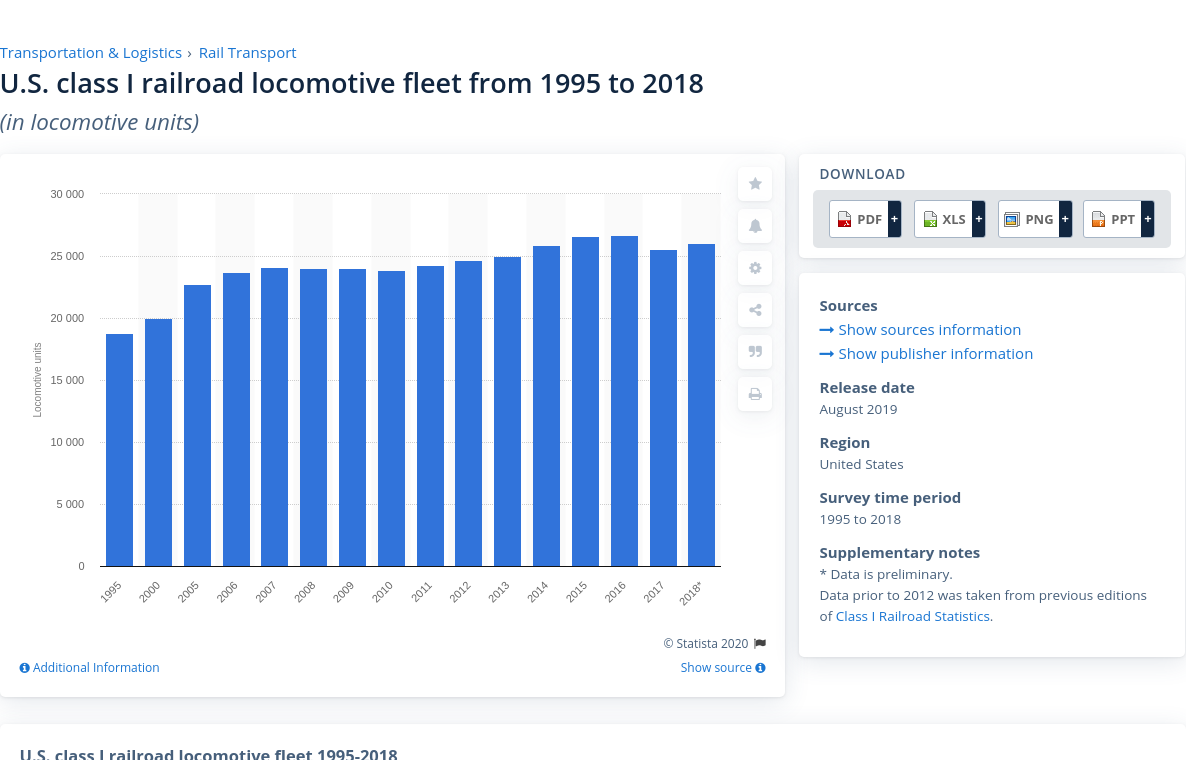 Transportation & Logistics › Rail Transport
U.S. class I railroad locomotive fleet from 1995 to 2018
(in locomotive units)
30 000
25 000
20 000
15 000
10 000
5 000
0
Locomotive units
1995
2000
2005
2006
2007
2008
2009
2010
2011
2012
2013
2014
2015
2016
2017
2018*
© Statista 2020
Additional Information
Show source
DOWNLOAD
PDF + XLS + PNG + PPT +
Sources
Show sources information
Show publisher information
Release date
August 2019
Region
United States
Survey time period
1995 to 2018
Supplementary notes
* Data is preliminary.
Data prior to 2012 was taken from previous editions
of Class I Railroad Statistics.
U.S. class I railroad locomotive fleet 1995-2018